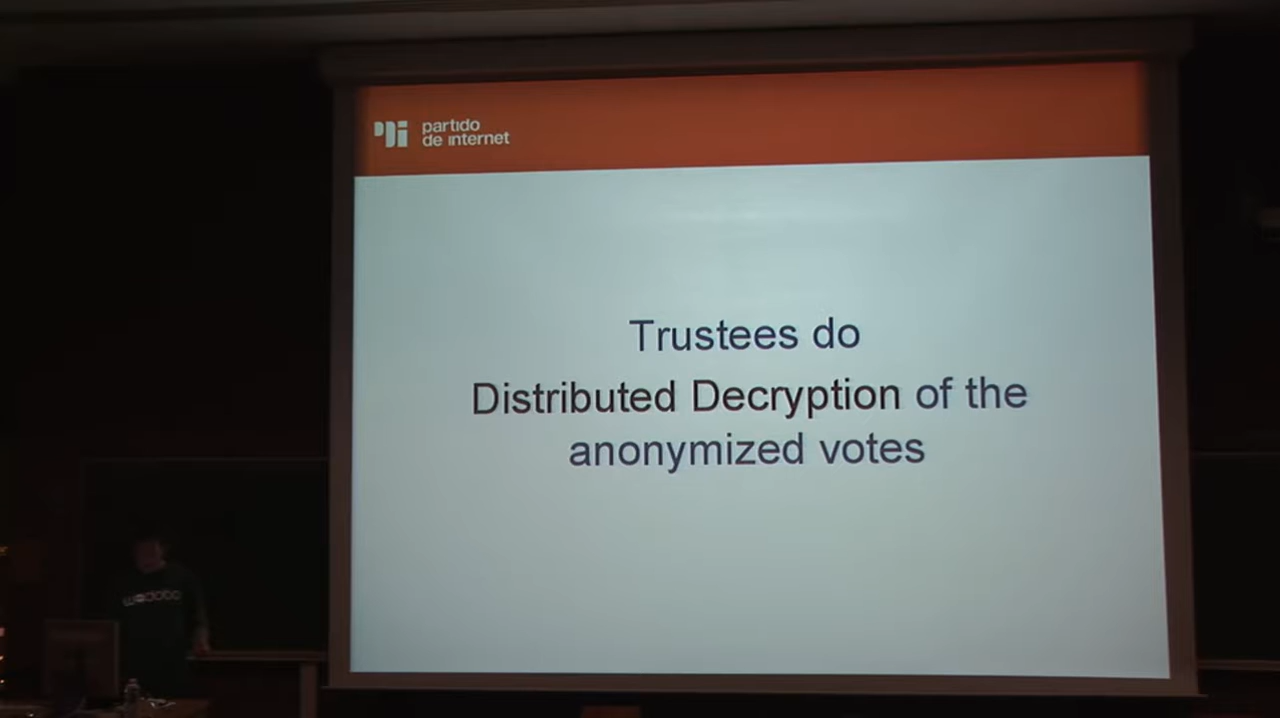 partido
de internet
Trustees do
Distributed Decryption of the
anonymized votes